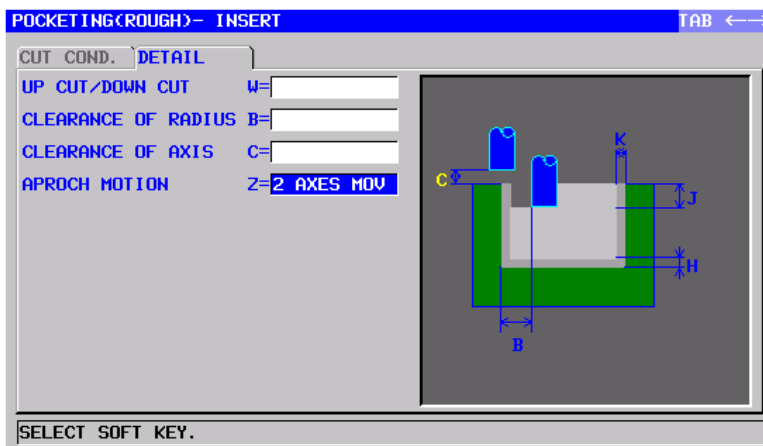 POCKETING(ROUGH)- INSERT TAB ←→
CUT COND. DETAIL
UP CUT/DOWN CUT W=
CLEARANCE OF RADIUS B=
CLEARANCE OF AXIS C=
APROCH MOTION Z=2 AXES MOV
K
C
J
H
B
SELECT SOFT KEY.